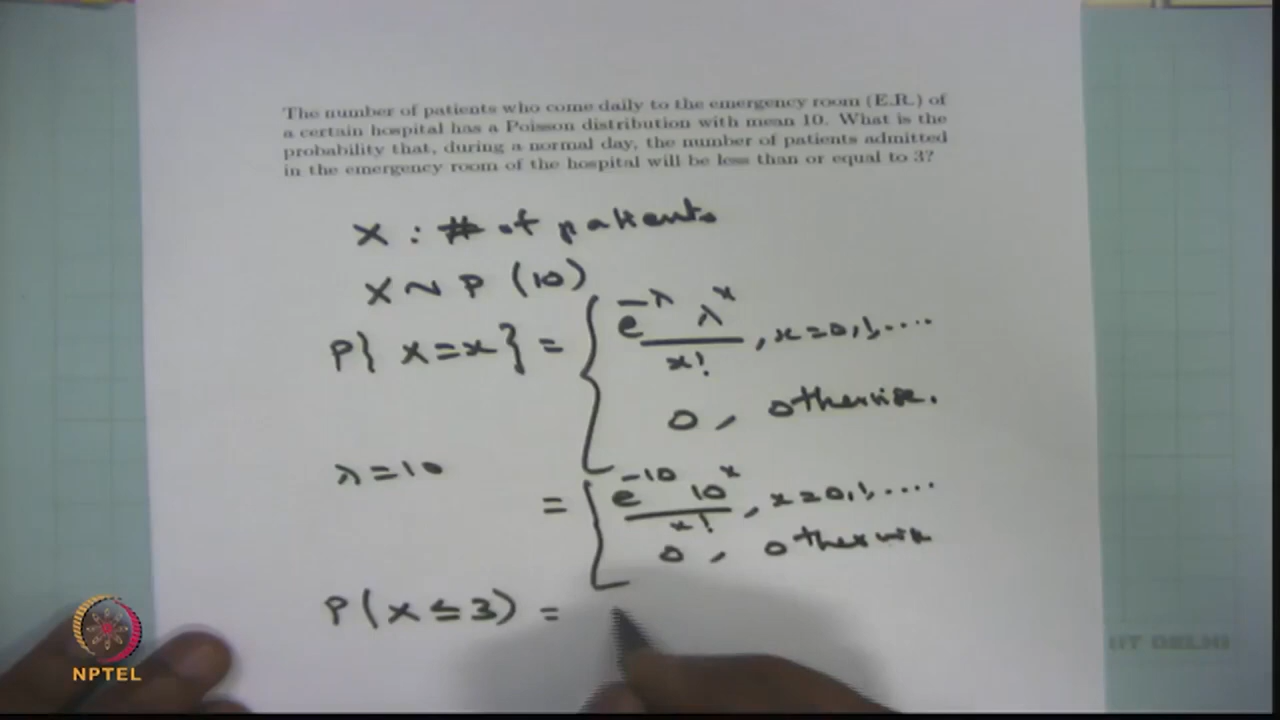 The number of patients who come daily to the emergency room (E.R.) of
a certain hospital has a Poisson distribution with mean 10. What is the
probability that, during a normal day, the number of patients admitted
in the emergency room of the hospital will be less than or equal to 3?
X : # of patients
X ~ P (10)
P{ X = x } = { e^-λ λ^x / x! , x = 0, 1, ....
0 , otherwise.
λ = 10
= { e^-10 10^x / x! , x = 0, 1, ....
0 , otherwise
P(X ≤ 3) =
NPTEL
IIT DELHI